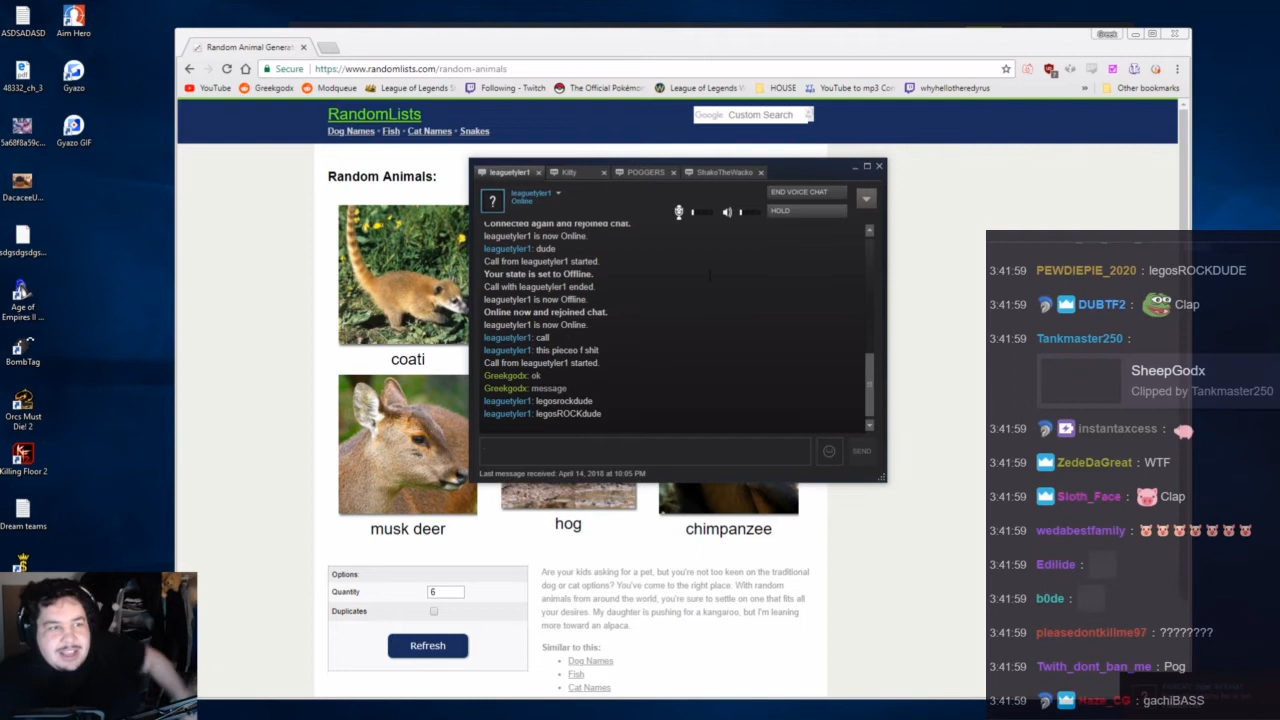 ASDSADASD
Aim Hero
48332_ch_3
Gyazo
5a68f8a59c...
Gyazo GIF
DacaceeU...
sdgsdgsdgs...
Age of
Empires II ...
BombTag
Orcs Must
Die! 2
Killing Floor 2
Dream teams
Random Animal Generat
Greek
Secure
https://www.randomlists.com/random-animals
YouTube
Greekgodx
Modqueue
League of Legends S
Following - Twitch
The Official Pokémon
League of Legends W
HOUSE
YouTube to mp3 Con
whyhellotheredyrus
Other bookmarks
RandomLists
Dog Names • Fish • Cat Names • Snakes
Google Custom Search
Random Animals:
coati
musk deer
hog
chimpanzee
Options:
Quantity 6
Duplicates
Refresh
Are your kids asking for a pet, but you're not too keen on the traditional
dog or cat options? You've come to the right place. With random
animals from around the world, you're sure to settle on one that fits all
your desires. My daughter is pushing for a kangaroo, but I'm leaning
more toward an alpaca.
Similar to this:
Dog Names
Fish
Cat Names
leaguetyler1
Kitty
POGGERS
ShakoTheWacko
leaguetyler1
Online
END VOICE CHAT
HOLD
Connected again and rejoined chat.
leaguetyler1 is now Online.
leaguetyler1: dude
Call from leaguetyler1 started.
Your state is set to Offline.
Call with leaguetyler1 ended.
leaguetyler1 is now Offline.
Online now and rejoined chat.
leaguetyler1 is now Online.
leaguetyler1: call
leaguetyler1: this pieceo f shit
Call from leaguetyler1 started.
Greekgodx: ok
Greekgodx: message
leaguetyler1: legosrockdude
leaguetyler1: legosROCKdude
SEND
Last message received: April 14, 2018 at 10:05 PM
3:41:59 PEWDIEPIE_2020 : legosROCKDUDE
3:41:59 DUBTF2 : Clap
3:41:59 Tankmaster250 :
SheepGodx
Clipped by Tankmaster250
3:41:59 instantaxcess :
3:41:59 ZedeDaGreat : WTF
3:41:59 Sloth_Face : Clap
3:41:59 wedabestfamily :
3:41:59 Edilide :
3:41:59 b0de :
3:41:59 pleasedontkillme97 : ????????
3:41:59 Twith_dont_ban_me : Pog
3:41:59 Haze_CG : gachiBASS